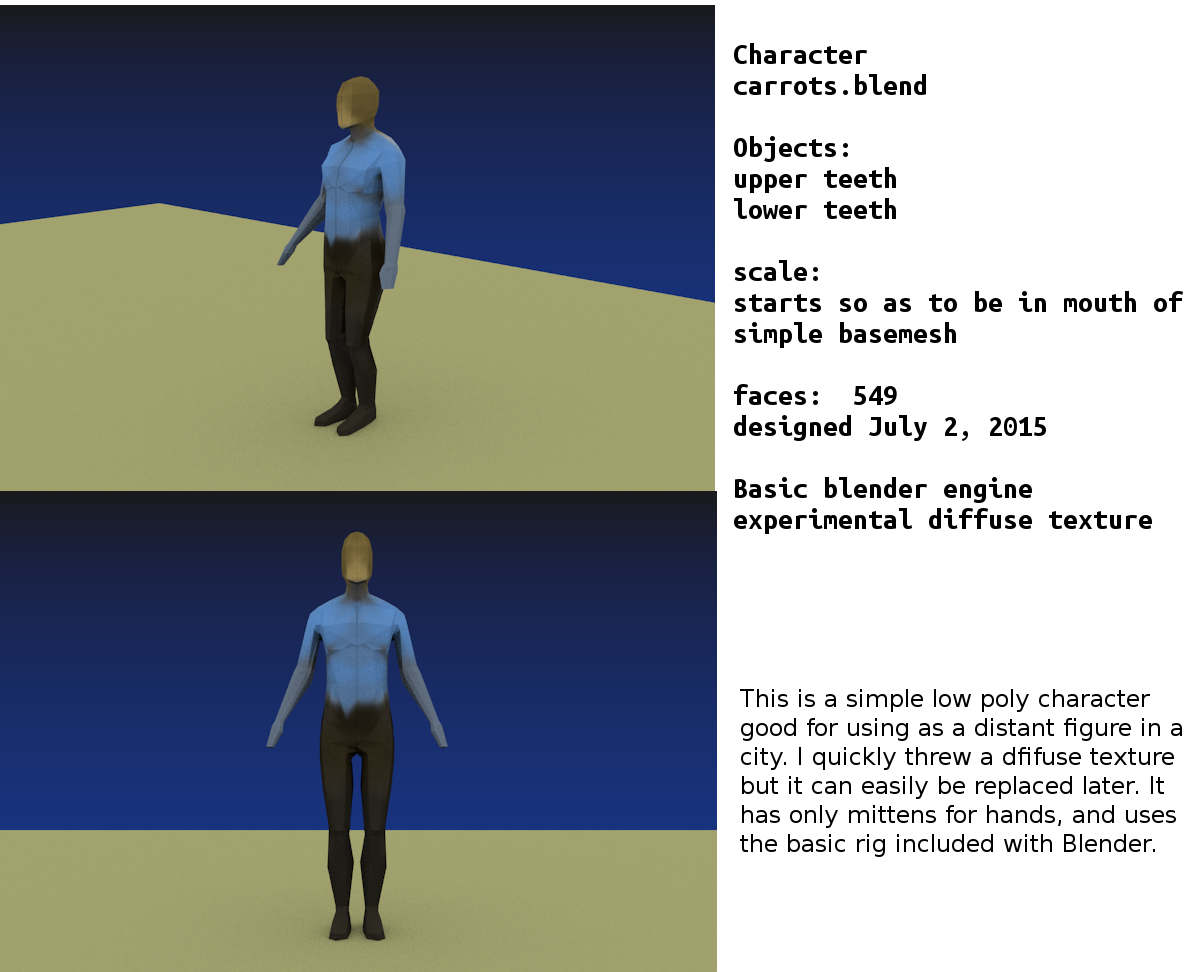 Character
carrots.blend
Objects:
upper teeth
lower teeth
scale:
starts so as to be in mouth of
simple basemesh
faces:  549
designed July 2, 2015
Basic blender engine
experimental diffuse texture
This is a simple low poly character
good for using as a distant figure in a
city. I quickly threw a dfifuse texture
but it can easily be replaced later. It
has only mittens for hands, and uses
the basic rig included with Blender.